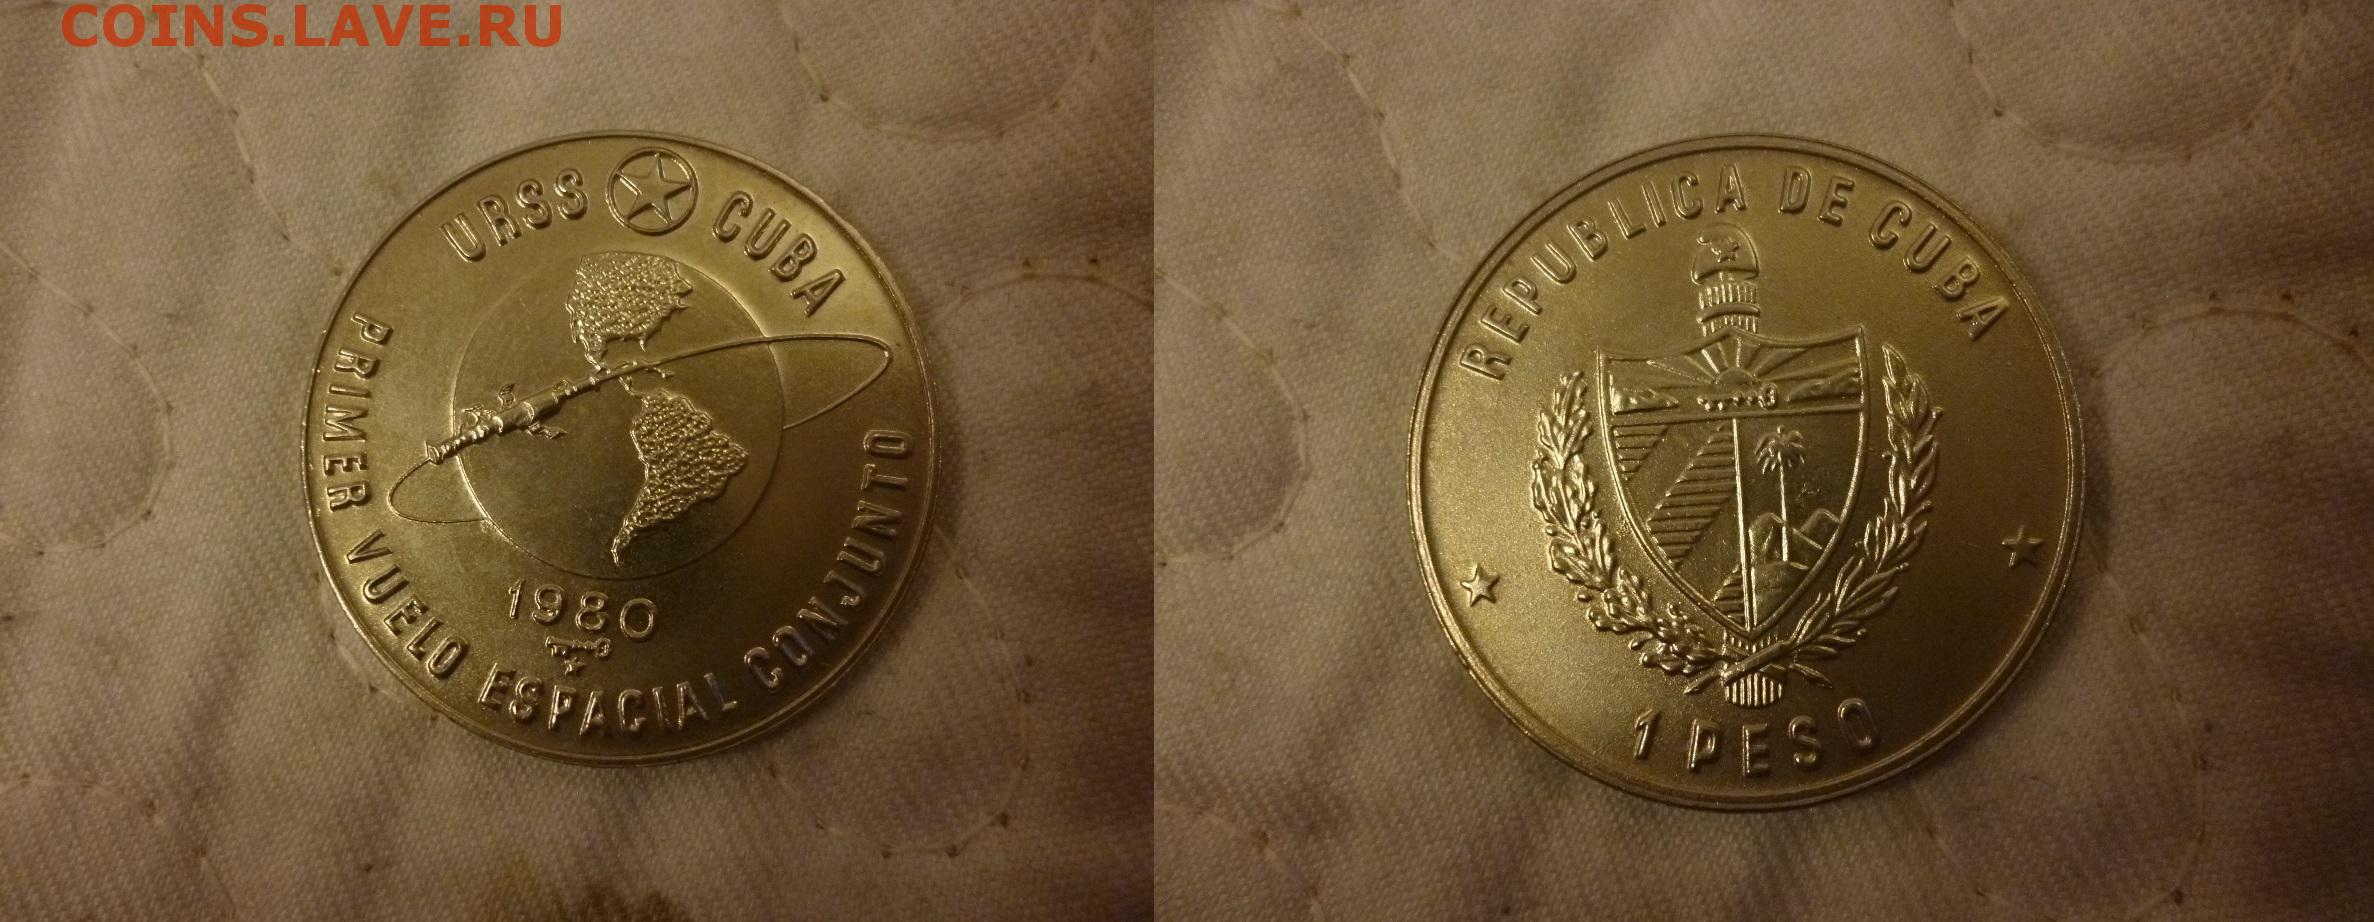 COINS.LAVE.RU
URSS CUBA
PRIMER VUELO ESPACIAL CONJUNTO
1980
REPUBLICA DE CUBA
1 PESO